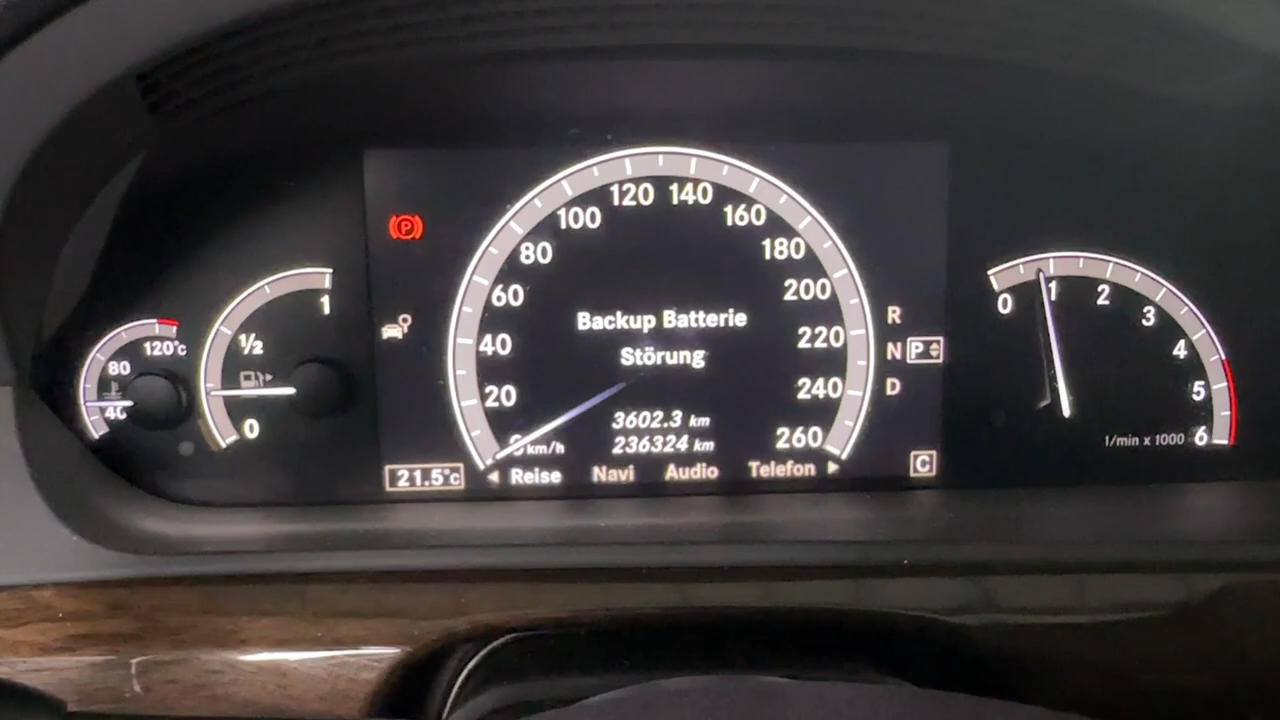 120°c
80
40
1
½
0
P
0
20
40
60
80
100
120
140
160
180
200
220
240
260
km/h
Backup Batterie
Störung
3602.3 km
236324 km
21.5°c
Reise Navi Audio Telefon
R
N P
D
C
0
1
2
3
4
5
6
1/min x 1000